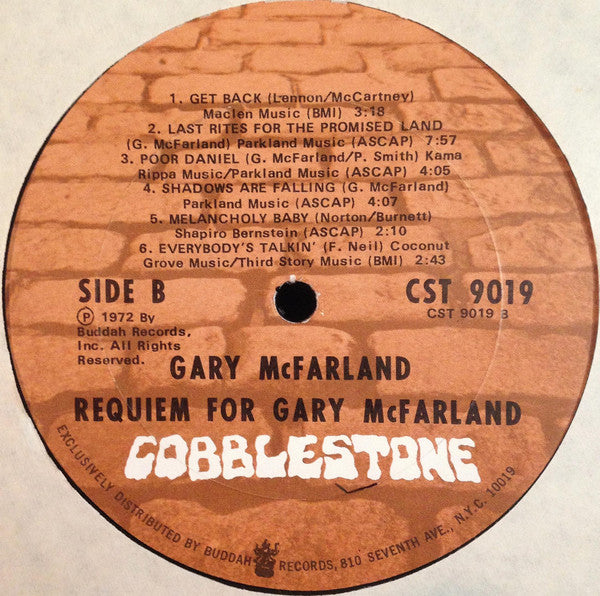 1. GET BACK (Lennon/McCartney)
Maclen Music (BMI) 3:18
2. LAST RITES FOR THE PROMISED LAND
(G. McFarland) Parkland Music (ASCAP) 7:57
3. POOR DANIEL (G. McFARLAND/P. Smith) Kama
Rippa Music/Parkland Music (ASCAP) 4:05
4. SHADOWS ARE FALLING (G. McFarland)
Parkland Music (ASCAP) 4:07
5. MELANCHOLY BABY (Norton/Burnett)
Shapiro Bernstein (ASCAP) 2:10
6. EVERYBODY'S TALKIN' (F. Neil) Coconut
Grove Music/Third Story Music (BMI) 2:43
SIDE B
℗ 1972 By
Buddah Records,
Inc. All Rights
Reserved.
CST 9019
CST 9019 B
GARY McFARLAND
REQUIEM FOR GARY McFARLAND
COBBLESTONE
EXCLUSIVELY DISTRIBUTED BY BUDDAH RECORDS, 810 SEVENTH AVE., N.Y.C. 10019